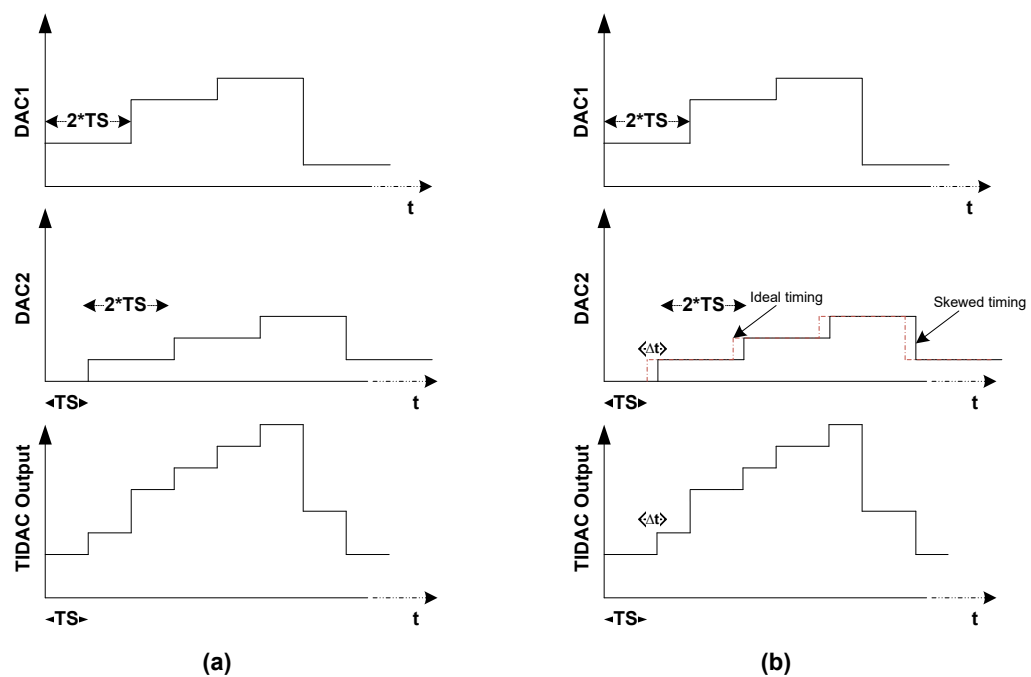 DAC1
2*TS
t
DAC2
2*TS
TS
t
TIDAC Output
TS
t
(a)
DAC1
2*TS
t
DAC2
2*TS
Ideal timing
Skewed timing
Δt
TS
t
TIDAC Output
Δt
TS
t
(b)